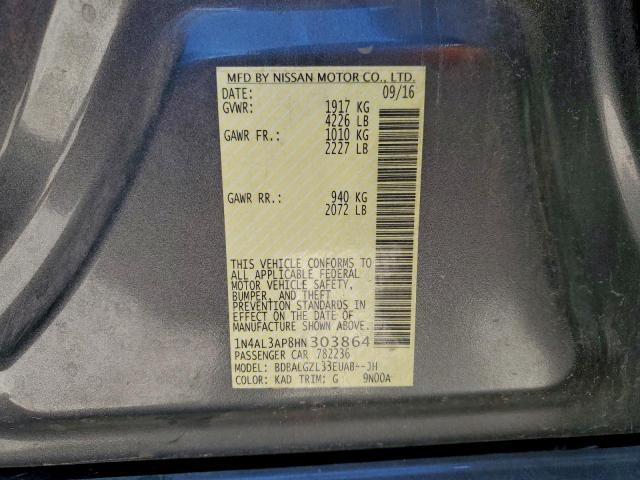 MFD BY NISSAN MOTOR CO., LTD.
DATE: 09/16
GVWR: 1917 KG
4226 LB
GAWR FR.: 1010 KG
2227 LB
GAWR RR.: 940 KG
2072 LB
THIS VEHICLE CONFORMS TO
ALL APPLICABLE FEDERAL
MOTOR VEHICLE SAFETY,
BUMPER, AND THEFT
PREVENTION STANDARDS IN
EFFECT ON THE DATE OF
MANUFACTURE SHOWN ABOVE.
1N4AL3AP8HN303864
PASSENGER CAR 782236
MODEL: BDBALGZL33EUAB--JH
COLOR: KAD TRIM: G 9N00A